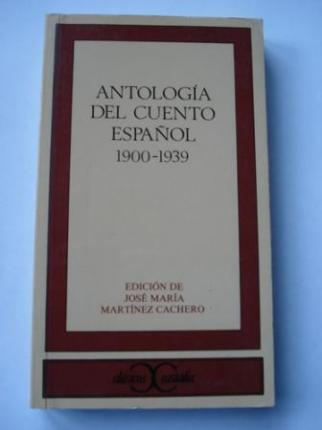 ANTOLOGÍA
DEL CUENTO
ESPAÑOL
1900-1939
EDICIÓN DE
JOSÉ MARÍA
MARTÍNEZ CACHERO
clásicos castalia